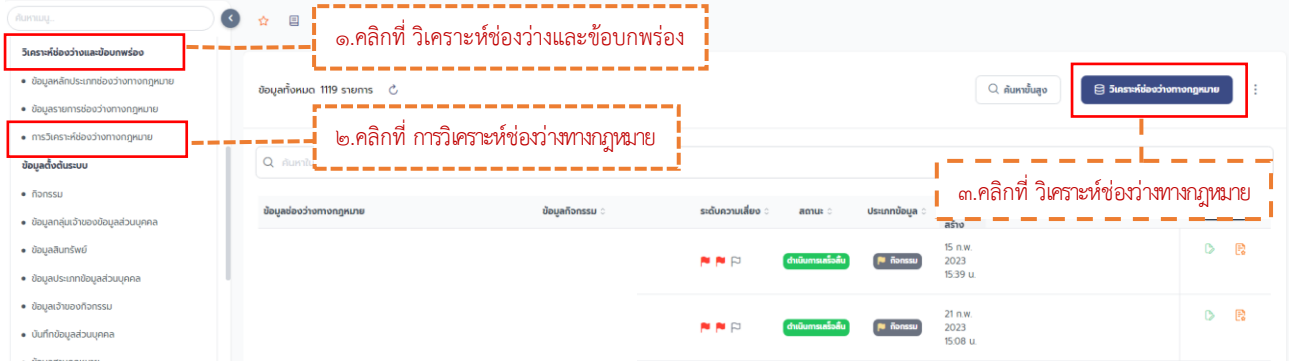 ค้นหาเมนู...
๑.คลิกที่ วิเคราะห์ช่องว่างและข้อบกพร่อง
วิเคราะห์ช่องว่างและข้อบกพร่อง
ข้อมูลหลักประเภทช่องว่างทางกฎหมาย
ข้อมูลรายการช่องว่างทางกฎหมาย
การวิเคราะห์ช่องว่างทางกฎหมาย
ข้อมูลตั้งต้นระบบ
กิจกรรม
ข้อมูลกลุ่มเจ้าของข้อมูลส่วนบุคคล
ข้อมูลสินทรัพย์
ข้อมูลประเภทข้อมูลส่วนบุคคล
ข้อมูลเจ้าของกิจกรรม
บันทึกข้อมูลส่วนบุคคล
ข้อมูลทั้งหมด 1119 รายการ
ค้นหาขั้นสูง
วิเคราะห์ช่องว่างทางกฎหมาย
๒.คลิกที่ การวิเคราะห์ช่องว่างทางกฎหมาย
๓.คลิกที่ วิเคราะห์ช่องว่างทางกฎหมาย
ข้อมูลช่องว่างทางกฎหมาย ข้อมูลกิจกรรม ระดับความเสี่ยง สถานะ ประเภทข้อมูล
สร้าง
ดำเนินการเสร็จสิ้น กิจกรรม
15 ก.พ.
2023
15:39 น.
ดำเนินการเสร็จสิ้น กิจกรรม
21 ก.พ.
2023
15:08 น.